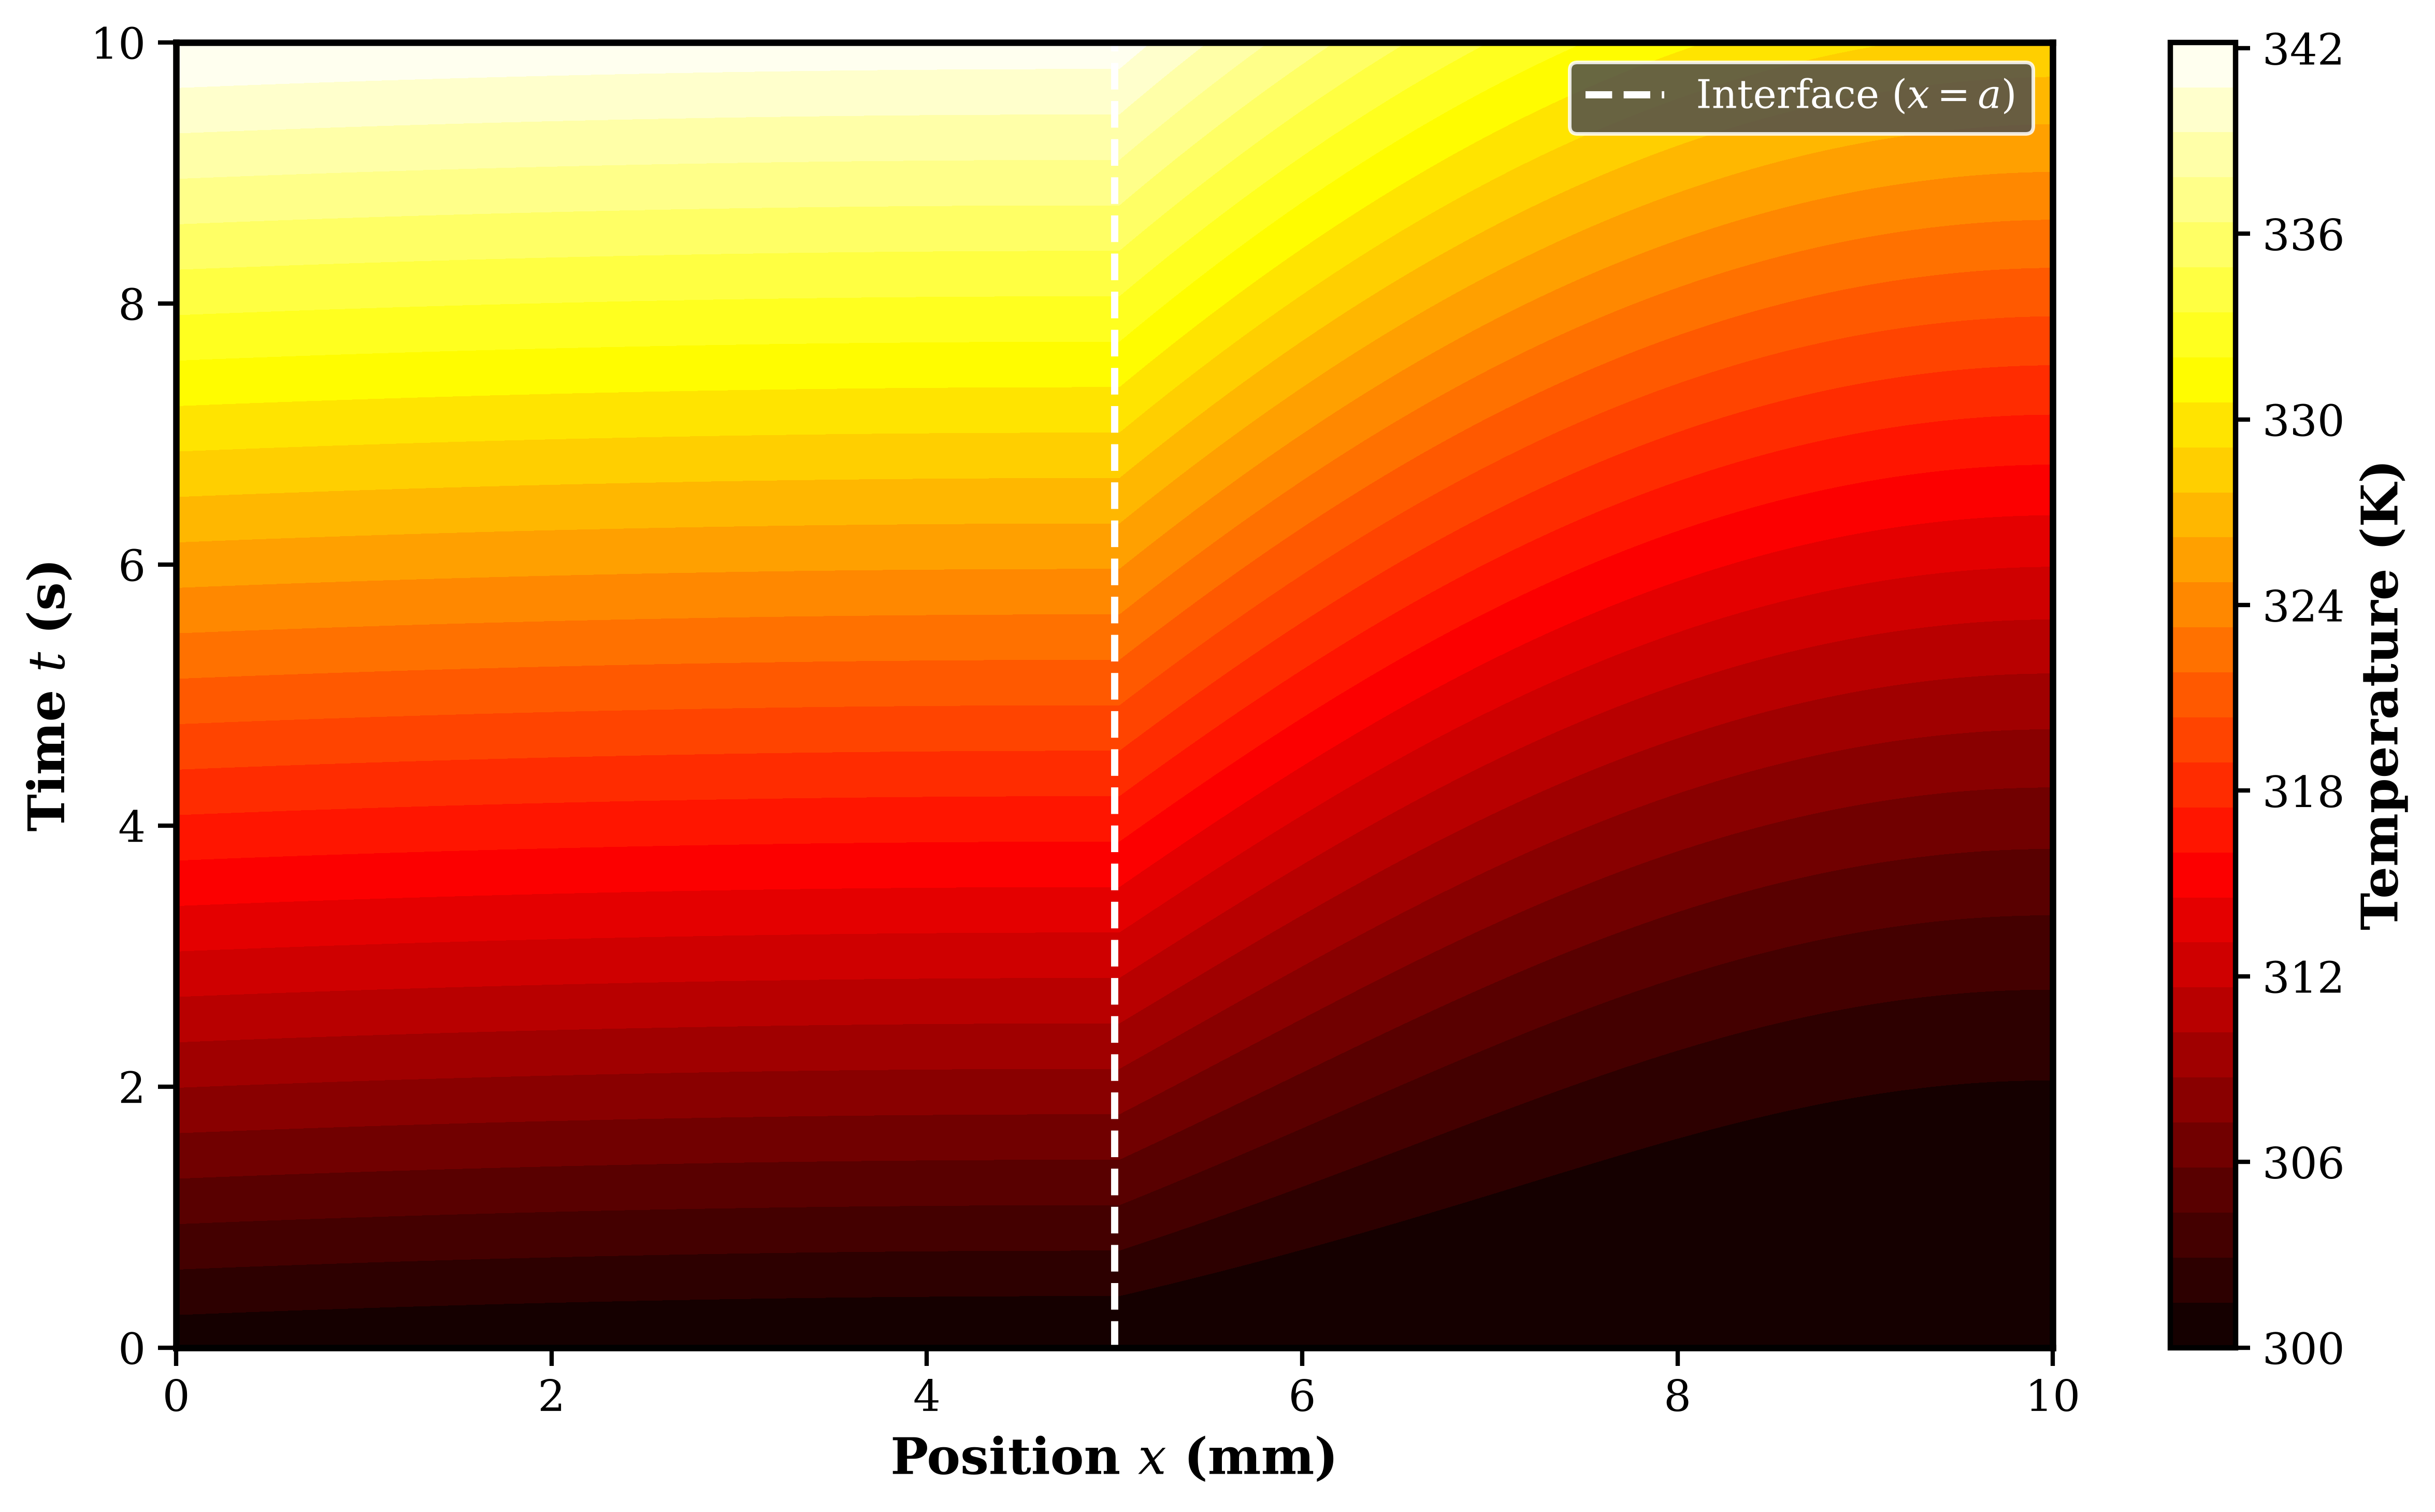 Interface (x = a)
10
8
6
4
2
0
Time t (s)
0 2 4 6 8 10
Position x (mm)
342
336
330
324
318
312
306
300
Temperature (K)